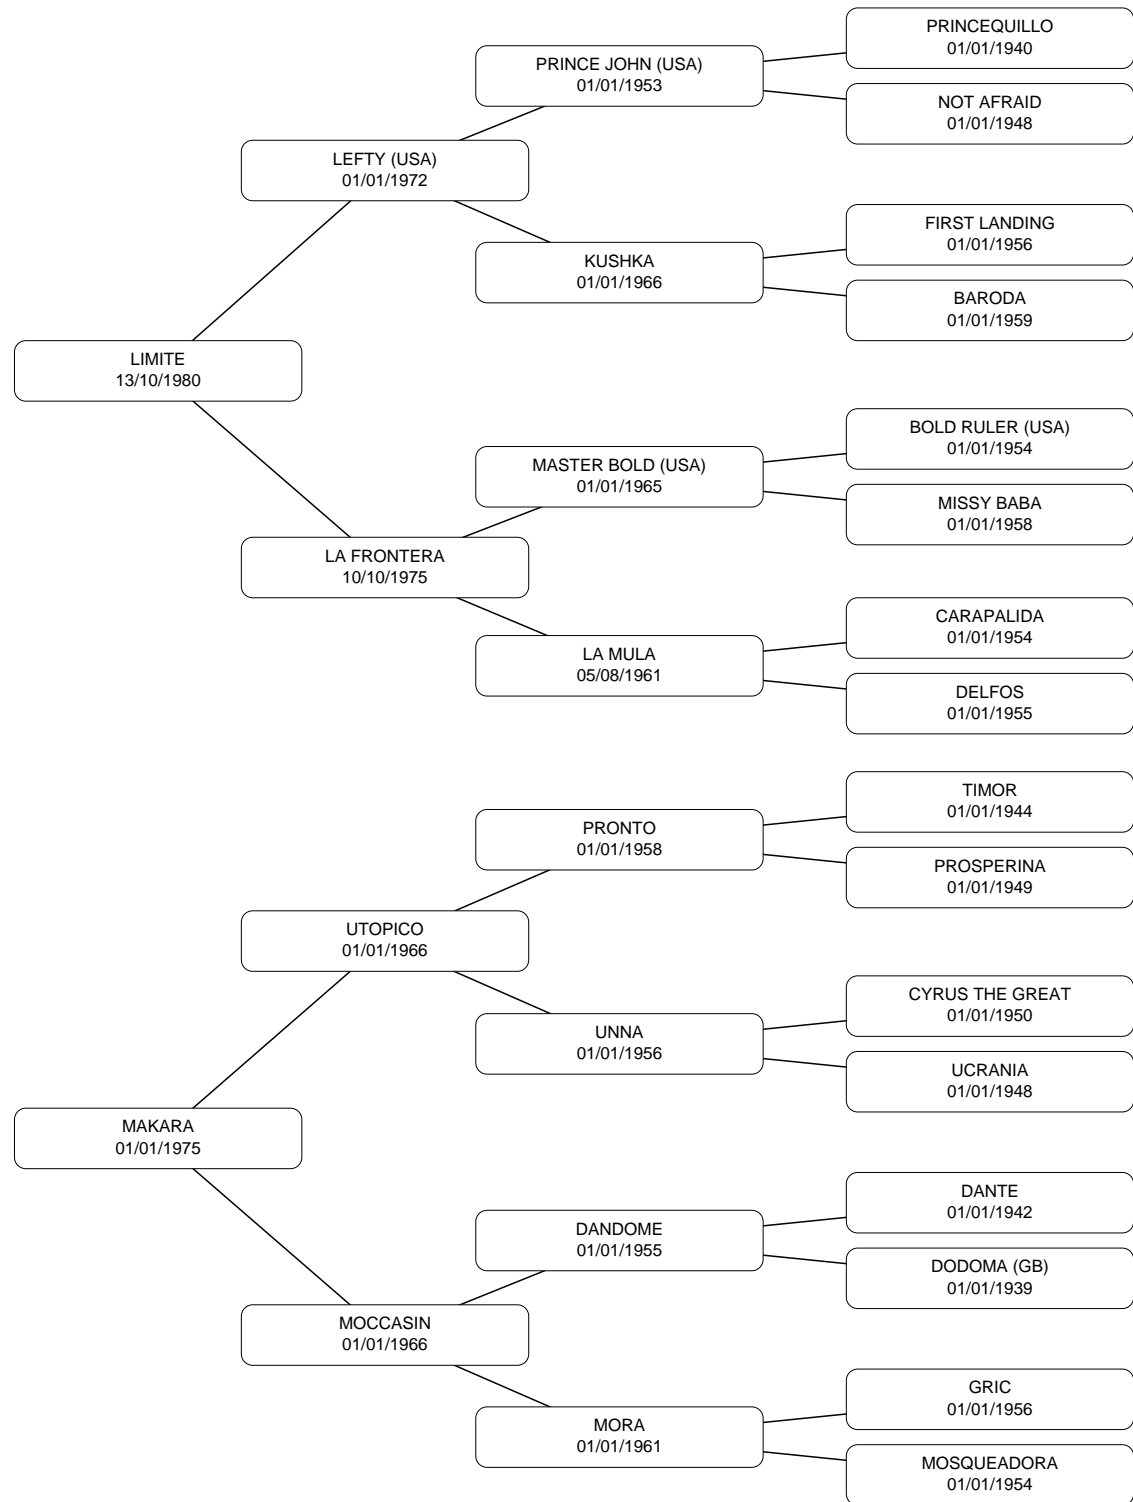 PRINCEQUILLO
01/01/1940
PRINCE JOHN (USA)
01/01/1953
NOT AFRAID
01/01/1948
LEFTY (USA)
01/01/1972
FIRST LANDING
01/01/1956
KUSHKA
01/01/1966
BARODA
01/01/1959
LIMITE
13/10/1980
BOLD RULER (USA)
01/01/1954
MASTER BOLD (USA)
01/01/1965
MISSY BABA
01/01/1958
LA FRONTERA
10/10/1975
CARAPALIDA
01/01/1954
LA MULA
05/08/1961
DELFOS
01/01/1955
TIMOR
01/01/1944
PRONTO
01/01/1958
PROSPERINA
01/01/1949
UTOPICO
01/01/1966
CYRUS THE GREAT
01/01/1950
UNNA
01/01/1956
UCRANIA
01/01/1948
MAKARA
01/01/1975
DANTE
01/01/1942
DANDOME
01/01/1955
DODOMA (GB)
01/01/1939
MOCCASIN
01/01/1966
GRIC
01/01/1956
MORA
01/01/1961
MOSQUEADORA
01/01/1954